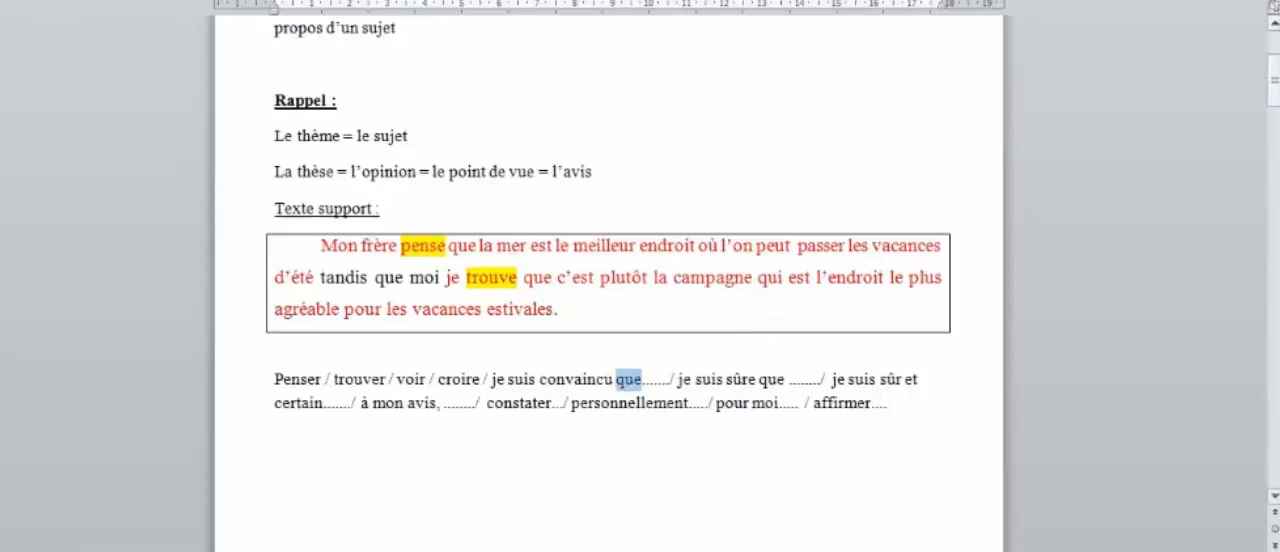 propos d'un sujet
Rappel :
Le thème = le sujet
La thèse = l'opinion = le point de vue = l'avis
Texte support :
Mon frère pense que la mer est le meilleur endroit où l'on peut passer les vacances
d'été tandis que moi je trouve que c'est plutôt la campagne qui est l'endroit le plus
agréable pour les vacances estivales.
Penser / trouver / voir / croire / je suis convaincu que......./ je suis sûre que ......../ je suis sûr et
certain......./ à mon avis, ......../ constater.../ personnellement...../ pour moi..... / affirmer....